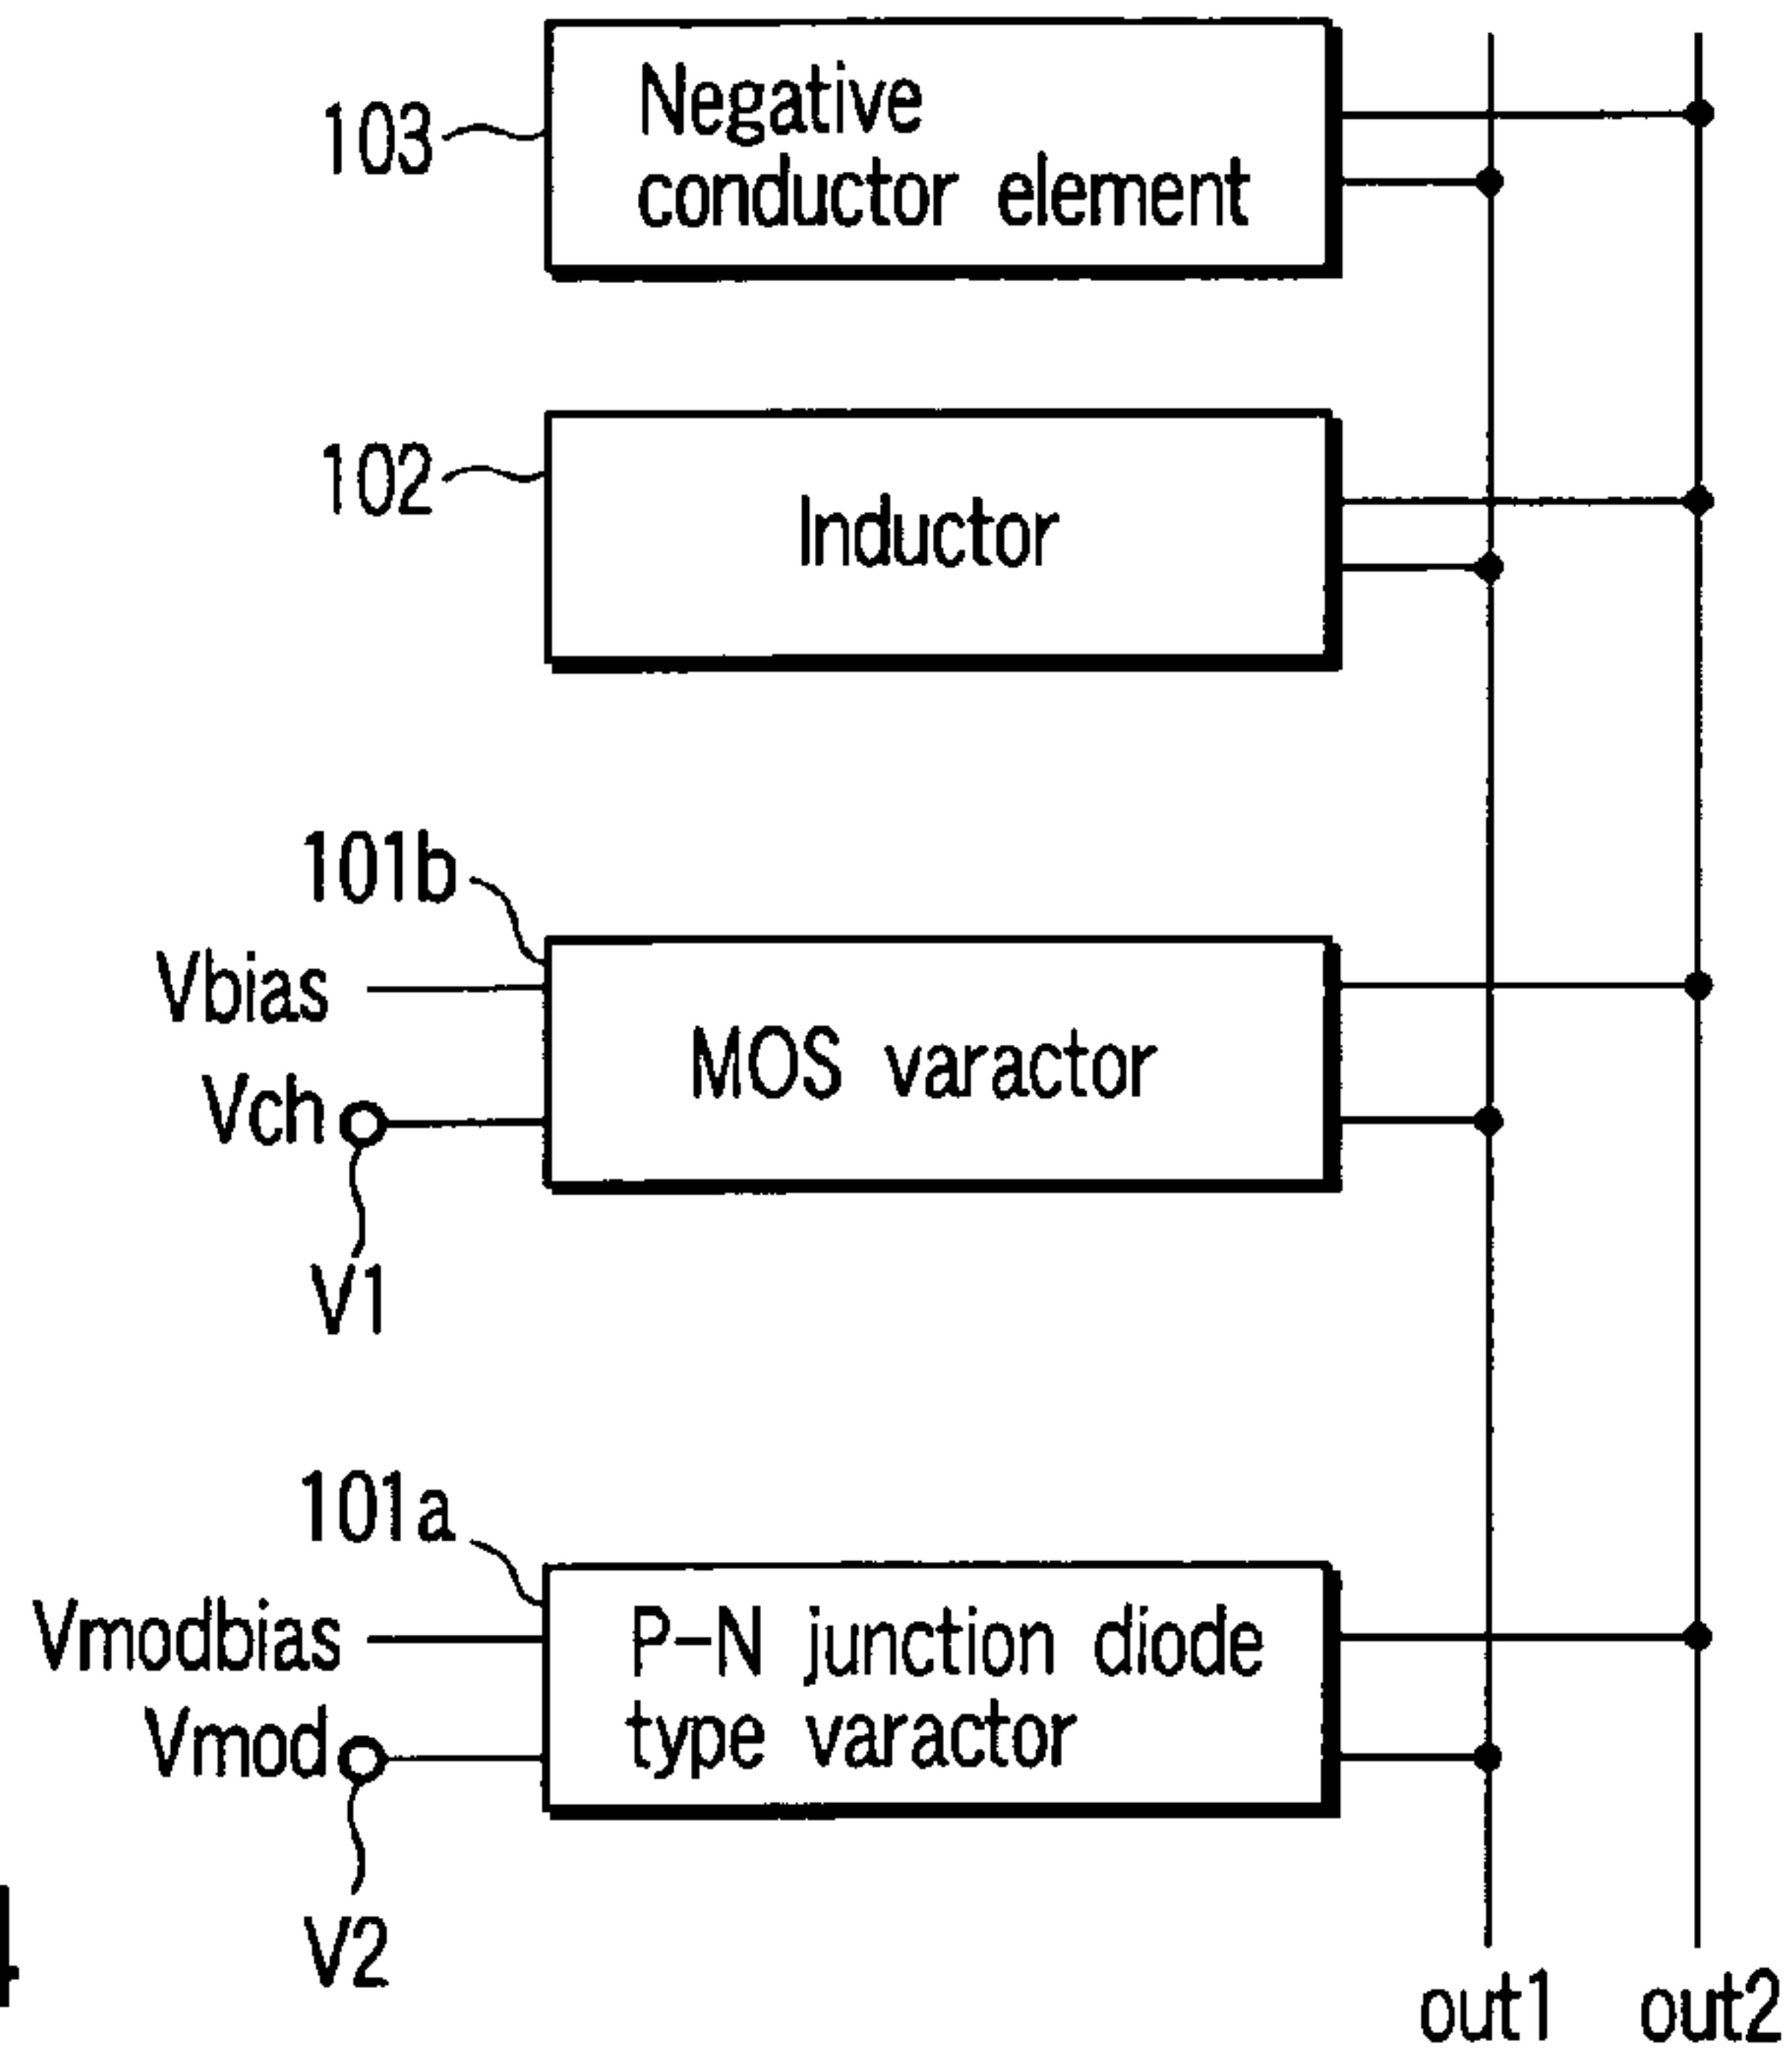 103
Negative
conductor element
102
Inductor
101b
Vbias
MOS varactor
Vch
V1
101a
Vmodbias
P-N junction diode
Vmod
type varactor
V2
out1
out2